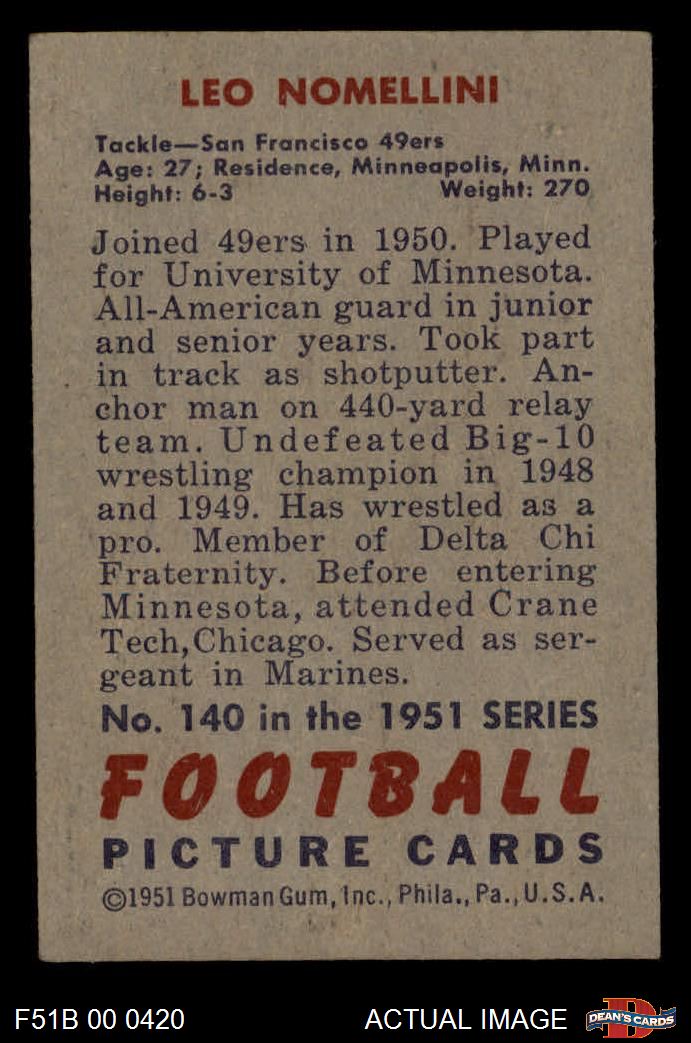 LEO NOMELLINI
Tackle—San Francisco 49ers
Age: 27; Residence, Minneapolis, Minn.
Height: 6-3 Weight: 270
Joined 49ers in 1950. Played
for University of Minnesota.
All-American guard in junior
and senior years. Took part
in track as shotputter. An-
chor man on 440-yard relay
team. Undefeated Big-10
wrestling champion in 1948
and 1949. Has wrestled as a
pro. Member of Delta Chi
Fraternity. Before entering
Minnesota, attended Crane
Tech, Chicago. Served as ser-
geant in Marines.
No. 140 in the 1951 SERIES
FOOTBALL
PICTURE CARDS
©1951 Bowman Gum, Inc., Phila., Pa., U.S.A.
F51B 00 0420 ACTUAL IMAGE D DEAN'S CARDS